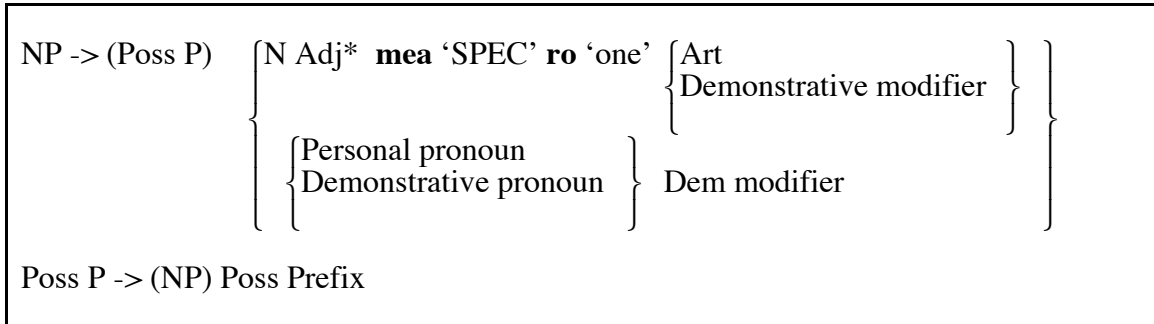 NP -> (Poss P) N Adj* mea ‘SPEC’ ro ‘one’ Art
Demonstrative modifier
Personal pronoun
Demonstrative pronoun Dem modifier
Poss P -> (NP) Poss Prefix